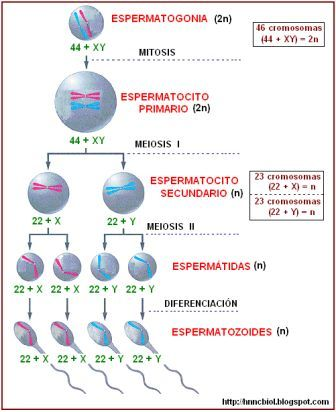 ESPERMATOGONIA (2n)
46 cromosomas
(44 + XY) = 2n
44 + XY
MITOSIS
ESPERMATOCITO
PRIMARIO (2n)
44 + XY
MEIOSIS I
ESPERMATOCITO
SECUNDARIO (n)
23 cromosomas
(22 + X) = n
23 cromosomas
(22 + Y) = n
22 + X 22 + Y
MEIOSIS II
ESPERMÁTIDAS (n)
22 + X 22 + X 22 + Y 22 + Y
DIFERENCIACIÓN
ESPERMATOZOIDES (n)
22 + X 22 + X 22 + Y 22 + Y
http://hnncbiol.blogspot.com